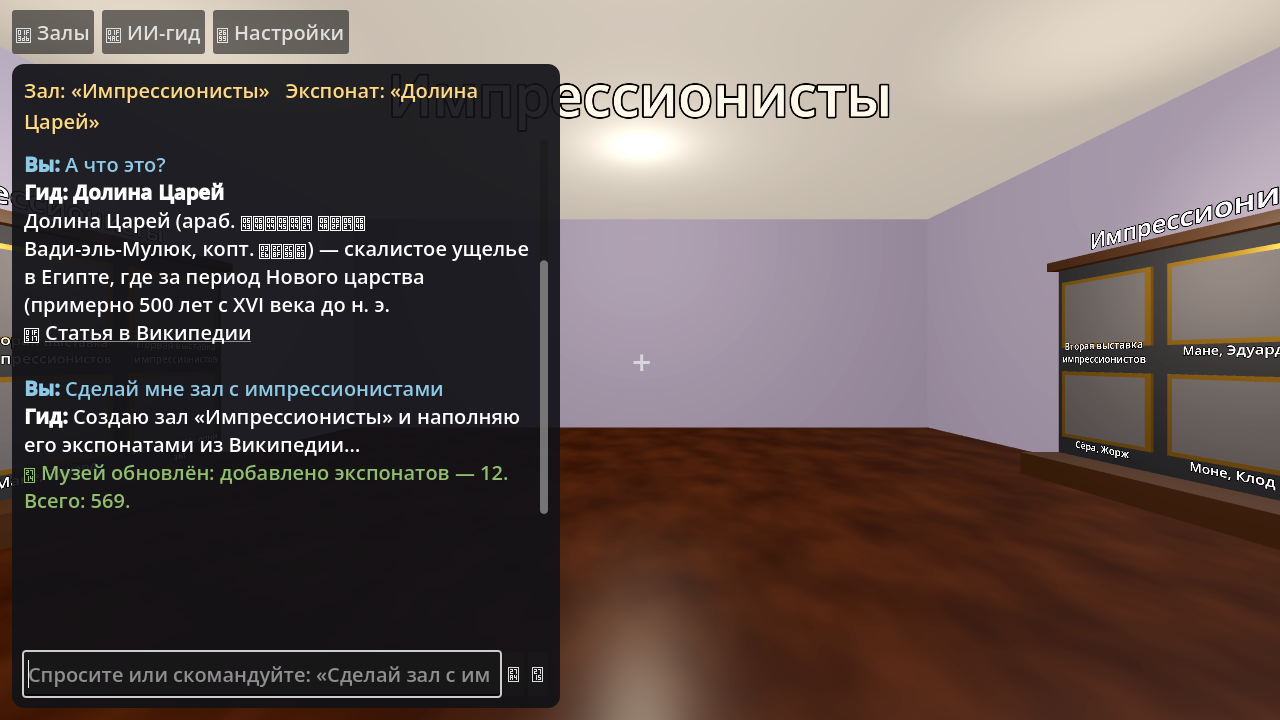 Залы ИИ-гид Настройки
Импрессионисты
Зал: «Импрессионисты» Экспонат: «Долина
Царей»
Вы: А что это?
Гид: Долина Царей
Долина Царей (араб.
Вади-эль-Мулюк, копт. ) — скалистое ущелье
в Египте, где за период Нового царства
(примерно 500 лет с XVI века до н. э.
Статья в Википедии
Вы: Сделай мне зал с импрессионистами
Гид: Создаю зал «Импрессионисты» и наполняю
его экспонатами из Википедии...
Музей обновлён: добавлено экспонатов — 12.
Всего: 569.
Спросите или скомандуйте: «Сделай зал с им
Импрессиони
Вторая выставка
импрессионистов
Мане, Эдуард
Сёра, Жорж
Моне, Клод